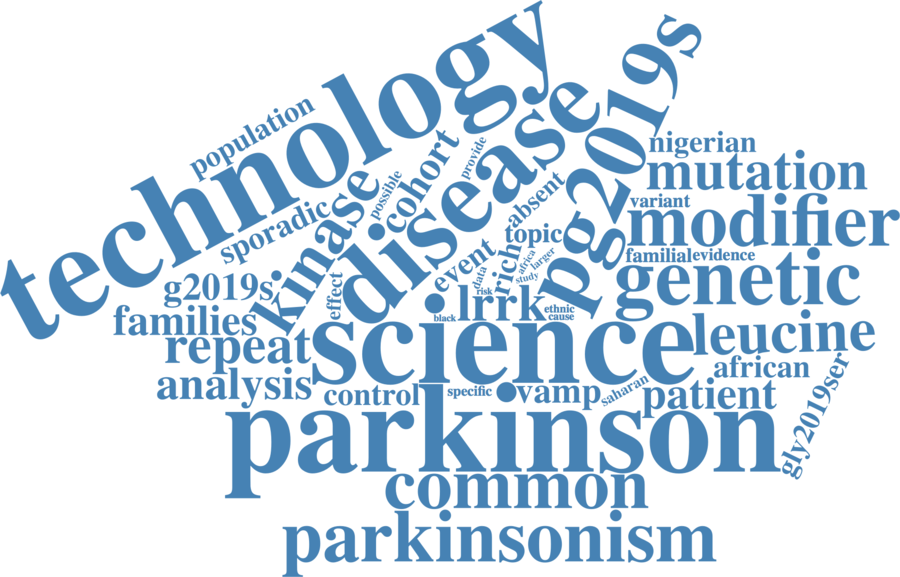 technology
pg2019s
population
disease
cohort
provide
nigerian
mutation
kinase
possible
absent
variant
modifier
sporadic
topic
familial
evidence
event
rich
africa
larger
genetic
g2019s
effect
data
study
risk
families
lrrk
ethnic
black
cause
science
leucine
repeat
african
analysis
control
specific
vamp
saharan
patient
gly2019ser
parkinson
common
parkinsonism